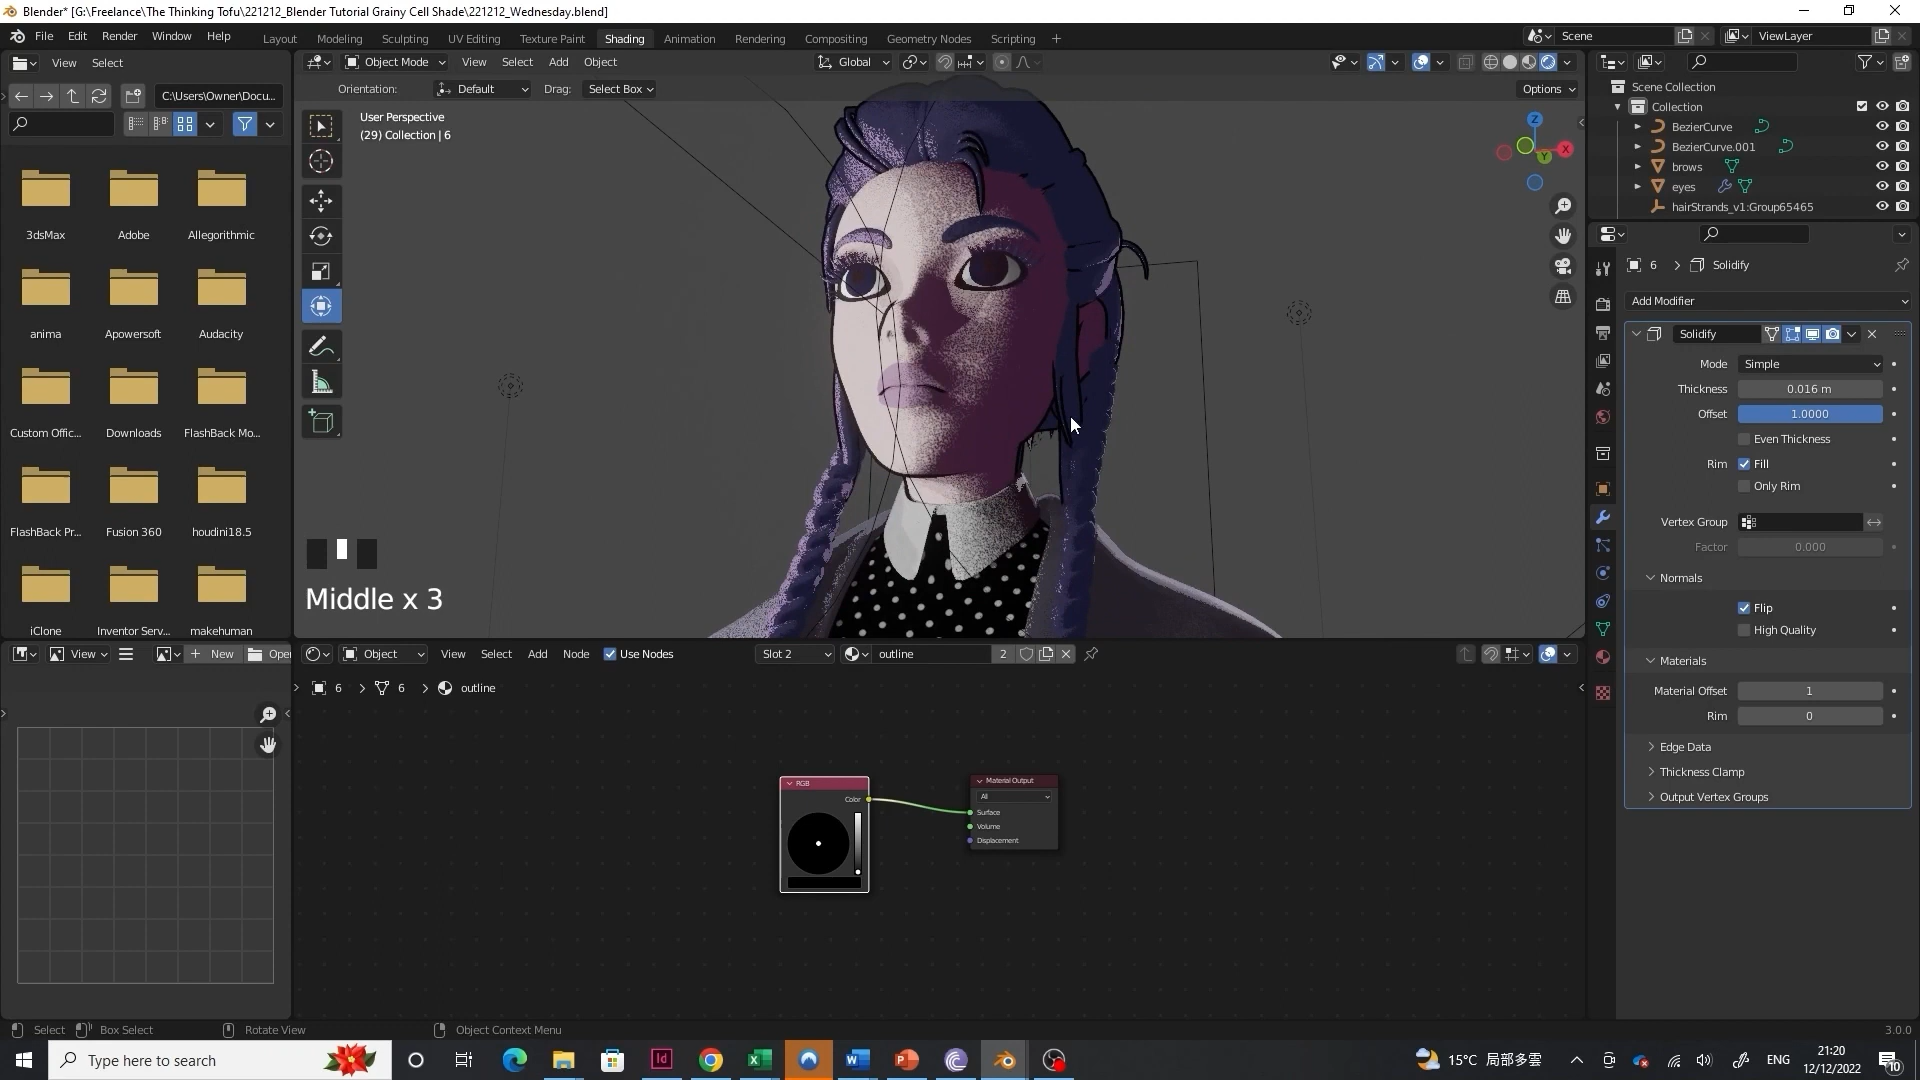 Blender* [G:\Freelance\The Thinking Tofu\221212_Blender Tutorial Grainy Cell Shade\221212_Wednesday.blend]
File Edit Render Window Help
Layout Modeling Sculpting UV Editing Texture Paint Shading Animation Rendering Compositing Geometry Nodes Scripting +
Scene
ViewLayer
View Select
C:\Users\Owner\Docu...
3dsMax Adobe Allegorithmic
anima Apowersoft Audacity
Custom Offic... Downloads FlashBack Mo...
FlashBack Pr... Fusion 360 houdini18.5
iClone Inventor Serv... makehuman
Object Mode View Select Add Object
Global
Orientation: Default Drag: Select Box
Options
User Perspective
(29) Collection | 6
Z
X
Y
Middle x 3
Scene Collection
Collection
BezierCurve
BezierCurve.001
brows
eyes
hairStrands_v1:Group65465
6 Solidify
Add Modifier
Solidify
Mode Simple
Thickness 0.016 m
Offset 1.0000
Even Thickness
Rim Fill
Only Rim
Vertex Group
Factor 0.000
Normals
Flip
High Quality
Materials
Material Offset 1
Rim 0
Edge Data
Thickness Clamp
Output Vertex Groups
View
New
Oper
Object View Select Add Node Use Nodes
Slot 2
outline 2
6 6 outline
RGB
Color
Material Output
All
Surface
Volume
Displacement
Select Box Select Rotate View Object Context Menu
3.0.0
Type here to search
15°C 局部多雲
ENG
21:20
12/12/2022
10